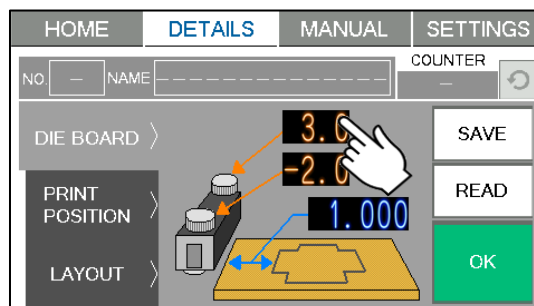 HOME DETAILS MANUAL SETTINGS
NO. – NAME ---------------- COUNTER –
DIE BOARD 3.0 SAVE
-2.0
PRINT POSITION READ
1.000
LAYOUT OK